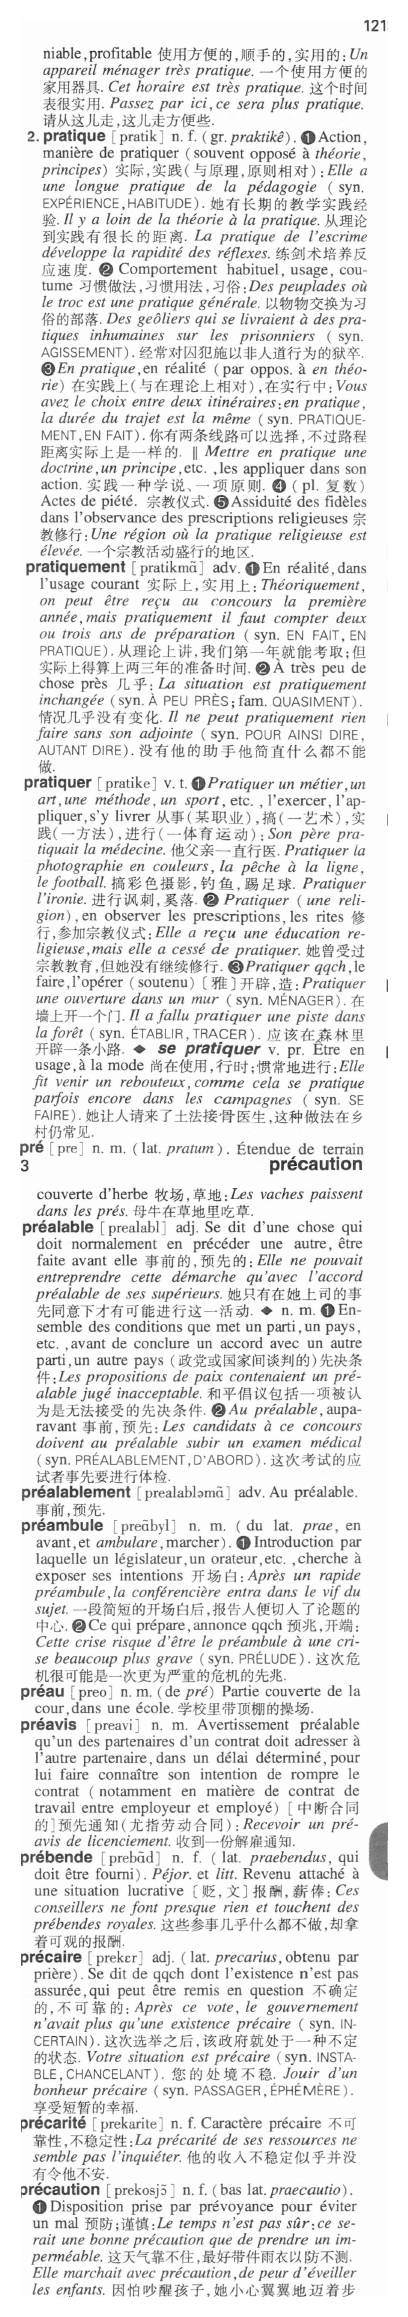 121
niable,profitable 使用方便的,顺手的,实用的:Un
appareil ménager très pratique. 一个使用方便的
家用器具. Cet horaire est très pratique. 这个时间
表很实用. Passez par ici,ce sera plus pratique.
请从这儿走,这儿走方便些.
2. pratique [pratik] n. f. (gr. praktikê). ❶Action,
manière de pratiquer (souvent opposé à théorie,
principes) 实际,实践(与原理,原则相对):Elle a
une longue pratique de la pédagogie (syn.
EXPÉRIENCE,HABITUDE). 她有长期的教学实践经
验. Il y a loin de la théorie à la pratique. 从理论
到实践有很长的距离. La pratique de l'escrime
développe la rapidité des réflexes. 练剑术培养反
应速度. ❷ Comportement habituel, usage, cou-
tume 习惯做法,习惯用法,习俗:Des peuplades où
le troc est une pratique générale. 以物物交换为习
俗的部落. Des geôliers qui se livraient à des pra-
tiques inhumaines sur les prisonniers (syn.
AGISSEMENT). 经常对囚犯施以非人道行为的狱卒.
❸En pratique,en réalité (par oppos. à en théo-
rie) 在实践上(与在理论上相对),在实行中:Vous
avez le choix entre deux itinéraires:en pratique,
la durée du trajet est la même (syn. PRATIQUE-
MENT,EN FAIT). 你有两条线路可以选择,不过路程
距离实际上是一样的. ‖ Mettre en pratique une
doctrine,un principe,etc. ,les appliquer dans son
action. 实践一种学说、一项原则. ❹ (pl. 复数)
Actes de piété. 宗教仪式. ❺Assiduité des fidèles
dans l'observance des prescriptions religieuses 宗
教修行:Une région où la pratique religieuse est
élevée. 一个宗教活动盛行的地区.
pratiquement [pratikmɑ̃] adv. ❶En réalité,dans
l'usage courant 实际上,实用上:Théoriquement,
on peut être reçu au concours la première
année,mais pratiquement il faut compter deux
ou trois ans de préparation (syn. EN FAIT, EN
PRATIQUE). 从理论上讲,我们第一年就能考取;但
实际上得算上两三年的准备时间. ❷À très peu de
chose près 几乎:La situation est pratiquement
inchangée (syn. À PEU PRÈS;fam. QUASIMENT).
情况几乎没有变化. Il ne peut pratiquement rien
faire sans son adjointe (syn. POUR AINSI DIRE,
AUTANT DIRE). 没有他的助手他简直什么都不能
做.
pratiquer [pratike] v. t. ❶Pratiquer un métier,un
art,une méthode,un sport, etc. ,l'exercer,l'ap-
pliquer,s'y livrer 从事(某职业),搞(一艺术),实
践(一方法),进行(一体育运动):Son père pra-
tiquait la médecine. 他父亲一直行医. Pratiquer la
photographie en couleurs, la pêche à la ligne,
le football. 搞彩色摄影,钓鱼,踢足球. Pratiquer
l'ironie. 进行讽刺,奚落. ❷ Pratiquer (une reli-
gion), en observer les prescriptions,les rites 修
行,参加宗教仪式:Elle a reçu une éducation re-
ligieuse,mais elle a cessé de pratiquer. 她曾受过
宗教教育,但她没有继续修行. ❸Pratiquer qqch,le
faire,l'opérer (soutenu) [雅]开辟,造:Pratiquer
une ouverture dans un mur (syn. MÉNAGER). 在
墙上开一个门. Il a fallu pratiquer une piste dans
la forêt (syn. ÉTABLIR,TRACER). 应该在森林里
开辟一条小路. ◆ se pratiquer v. pr. Être en
usage,à la mode 尚在使用,行时;惯常地进行:Elle
fit venir un rebouteux,comme cela se pratique
parfois encore dans les campagnes (syn. SE
FAIRE). 她让人请来了土法接骨医生,这种做法在乡
村仍常见.
pré [pre] n. m. (lat. pratum). Étendue de terrain
3 précaution
couverte d'herbe 牧场,草地:Les vaches paissent
dans les prés. 母牛在草地里吃草.
préalable [prealabl] adj. Se dit d'une chose qui
doit normalement en précéder une autre, être
faite avant elle 事前的,预先的:Elle ne pouvait
entreprendre cette démarche qu'avec l'accord
préalable de ses supérieurs. 她只有在她上司的事
先同意下才有可能进行这一活动. ◆ n. m. ❶En-
semble des conditions que met un parti,un pays,
etc. ,avant de conclure un accord avec un autre
parti,un autre pays (政党或国家间谈判的)先决条
件:Les propositions de paix contenaient un pré-
alable jugé inacceptable. 和平倡议包括一项被认
为是无法接受的先决条件. ❷Au préalable,aupa-
ravant 事前,预先:Les candidats à ce concours
doivent au préalable subir un examen médical
(syn. PRÉALABLEMENT,D'ABORD). 这次考试的应
试者事先要进行体检.
préalablement [prealabləmɑ̃] adv. Au préalable.
事前,预先.
préambule [preɑ̃byl] n. m. (du lat. prae, en
avant,et ambulare,marcher). ❶Introduction par
laquelle un législateur,un orateur,etc. ,cherche à
exposer ses intentions 开场白:Après un rapide
préambule,la conférencière entra dans le vif du
sujet. 一段简短的开场白后,报告人便切入了论题的
中心. ❷Ce qui prépare,annonce qqch 预兆,开端:
Cette crise risque d'être le préambule à une cri-
se beaucoup plus grave (syn. PRÉLUDE). 这次危
机很可能是一次更为严重的危机的先兆.
préau [preo] n. m. (de pré) Partie couverte de la
cour,dans une école. 学校里带顶棚的操场.
préavis [preavi] n. m. Avertissement préalable
qu'un des partenaires d'un contrat doit adresser à
l'autre partenaire,dans un délai déterminé,pour
lui faire connaître son intention de rompre le
contrat (notamment en matière de contrat de
travail entre employeur et employé) [中断合同
的]预先通知(尤指劳动合同):Recevoir un pré-
avis de licenciement. 收到一份解雇通知.
prébende [prebɑ̃d] n. f. (lat. praebendus, qui
doit être fourni). Péjor. et litt. Revenu attaché à
une situation lucrative [贬,文]报酬,薪俸:Ces
conseillers ne font presque rien et touchent des
prébendes royales. 这些参事几乎什么都不做,却拿
着可观的报酬.
précaire [prekɛr] adj. (lat. precarius,obtenu par
prière). Se dit de qqch dont l'existence n'est pas
assurée,qui peut être remis en question 不确定
的,不可靠的:Après ce vote, le gouvernement
n'avait plus qu'une existence précaire (syn. IN-
CERTAIN). 这次选举之后,该政府就处于一种不定
的状态. Votre situation est précaire (syn. INSTA-
BLE,CHANCELANT). 您的处境不稳. Jouir d'un
bonheur précaire (syn. PASSAGER,ÉPHÉMÈRE).
享受短暂的幸福.
précarité [prekarite] n. f. Caractère précaire 不可
靠性,不稳定性:La précarité de ses ressources ne
semble pas l'inquiéter. 他的收入不稳定似乎并没
有令他不安.
précaution [prekosjɔ̃] n. f. (bas lat. praecautio).
❶Disposition prise par prévoyance pour éviter
un mal 预防;谨慎:Le temps n'est pas sûr:ce se-
rait une bonne précaution que de prendre un im-
perméable. 这天气靠不住,最好带件雨衣以防不测.
Elle marchait avec précaution,de peur d'éveiller
les enfants. 因怕吵醒孩子,她小心翼翼地迈着步